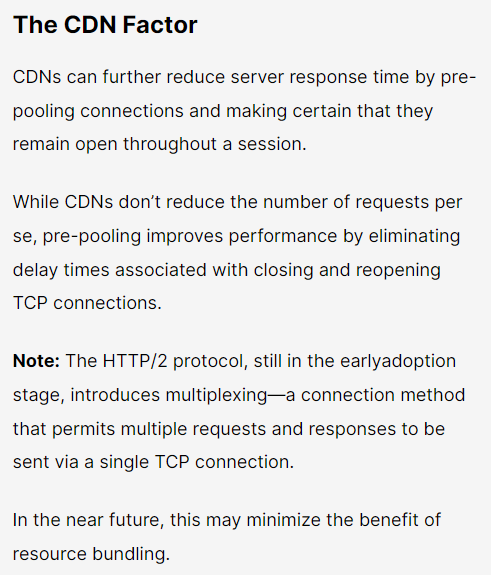 The CDN Factor
CDNs can further reduce server response time by pre-
pooling connections and making certain that they
remain open throughout a session.
While CDNs don’t reduce the number of requests per
se, pre-pooling improves performance by eliminating
delay times associated with closing and reopening
TCP connections.
Note: The HTTP/2 protocol, still in the earlyadoption
stage, introduces multiplexing—a connection method
that permits multiple requests and responses to be
sent via a single TCP connection.
In the near future, this may minimize the benefit of
resource bundling.